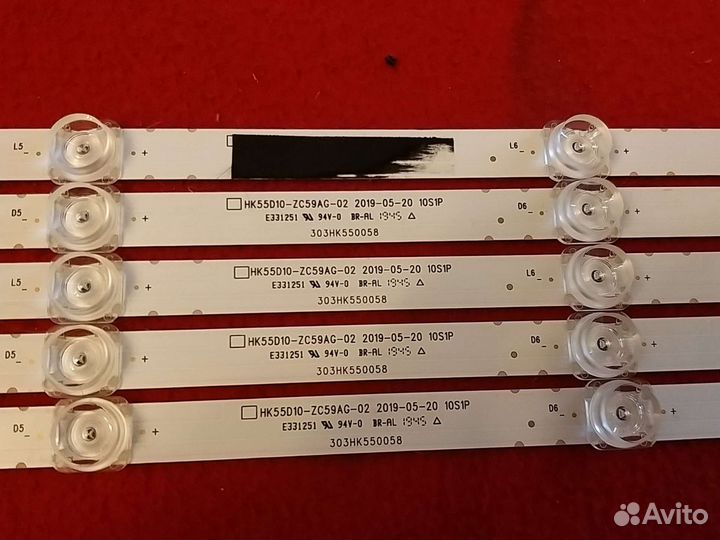 L5 - + L6 - +
HK55D10-ZC59AG-02 2019-05-20 10S1P
D5 - + E331251 94V-0 BR-AL 1945 △ D6 - +
303HK550058
HK55D10-ZC59AG-02 2019-05-20 10S1P
L5 - + E331251 94V-0 BR-AL 1945 △ L6 - +
303HK550058
HK55D10-ZC59AG-02 2019-05-20 10S1P
D5 - + E331251 94V-0 BR-AL 1945 △ D6 - +
303HK550058
HK55D10-ZC59AG-02 2019-05-20 10S1P
D5 - + E331251 94V-0 BR-AL 1945 △ D6 - +
303HK550058
Avito